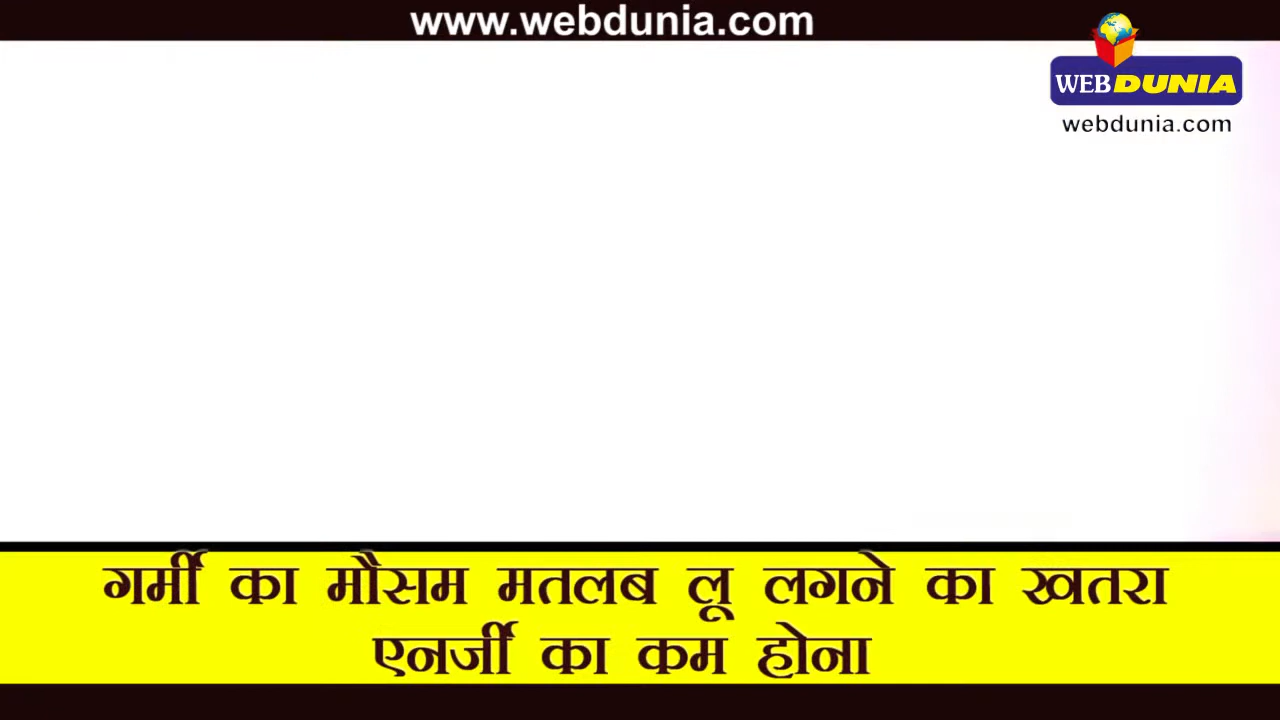 www.webdunia.com
WEBDUNIA
webdunia.com
गर्मी का मौसम मतलब लू लगने का खतरा
एनर्जी का कम होना